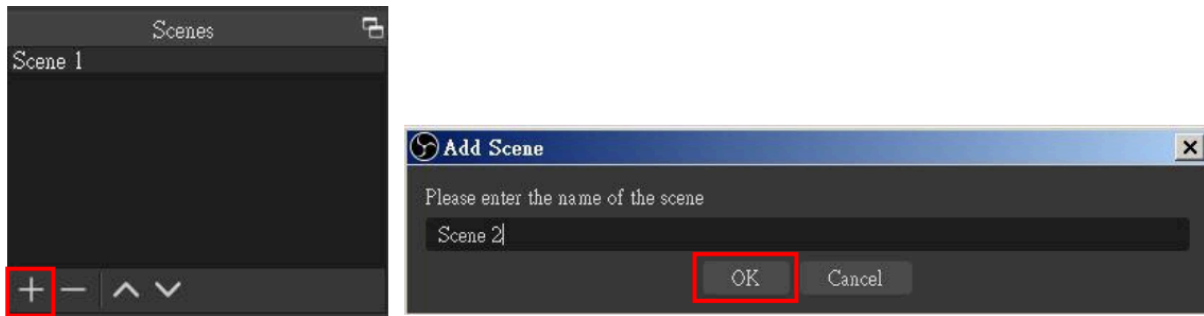 Scenes
Scene 1
Add Scene
Please enter the name of the scene
Scene 2
OK
Cancel